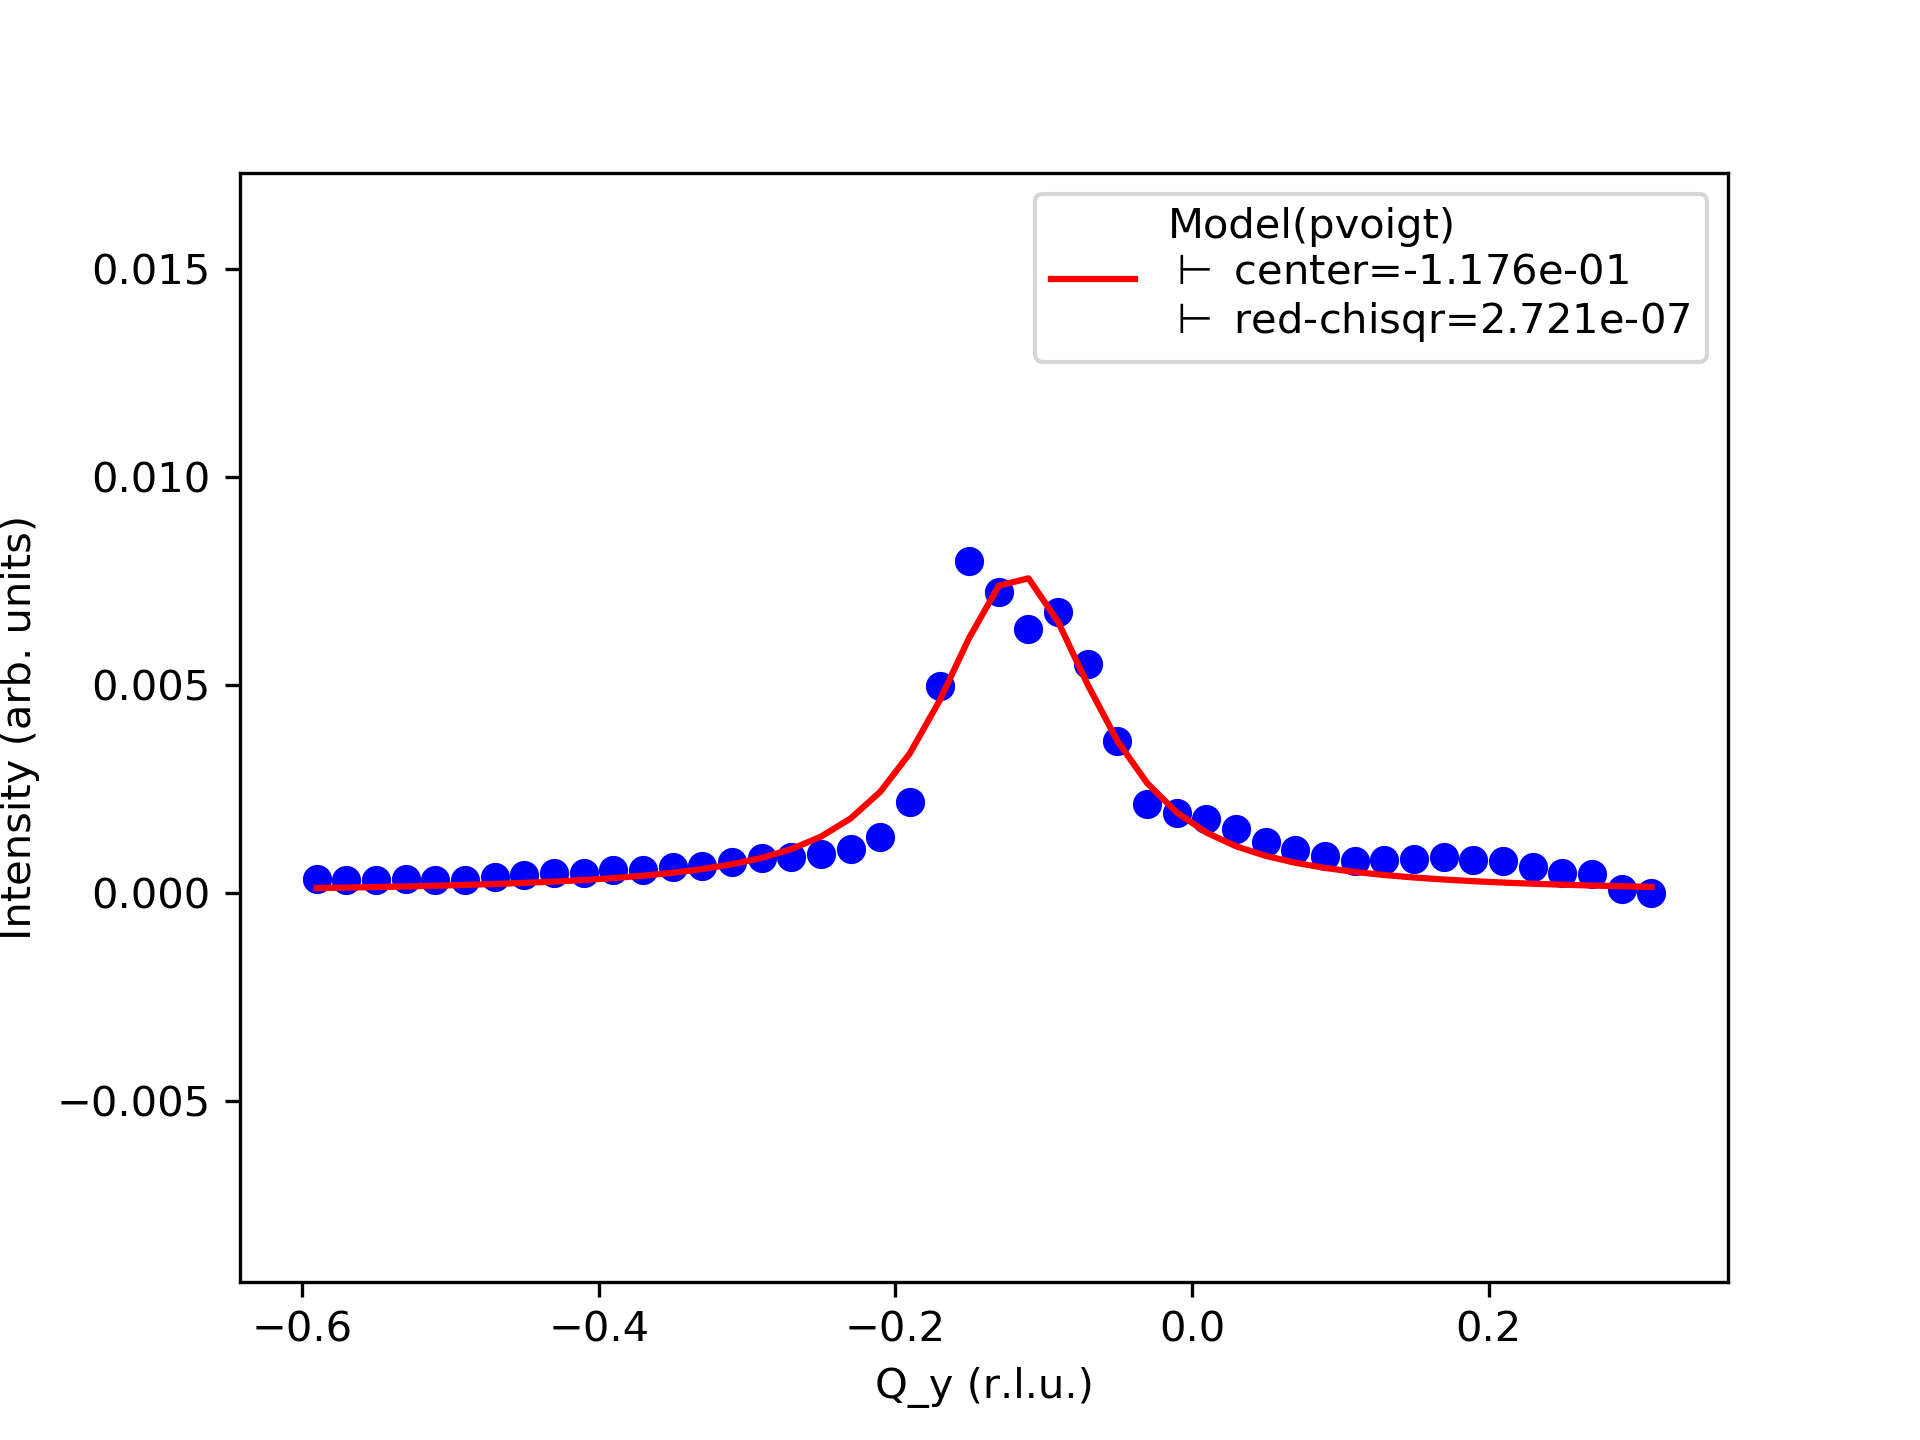 Model(pvoigt)
⊢ center=-1.176e-01
⊢ red-chisqr=2.721e-07
0.015
0.010
0.005
0.000
−0.005
Intensity (arb. units)
−0.6 −0.4 −0.2 0.0 0.2
Q_y (r.l.u.)